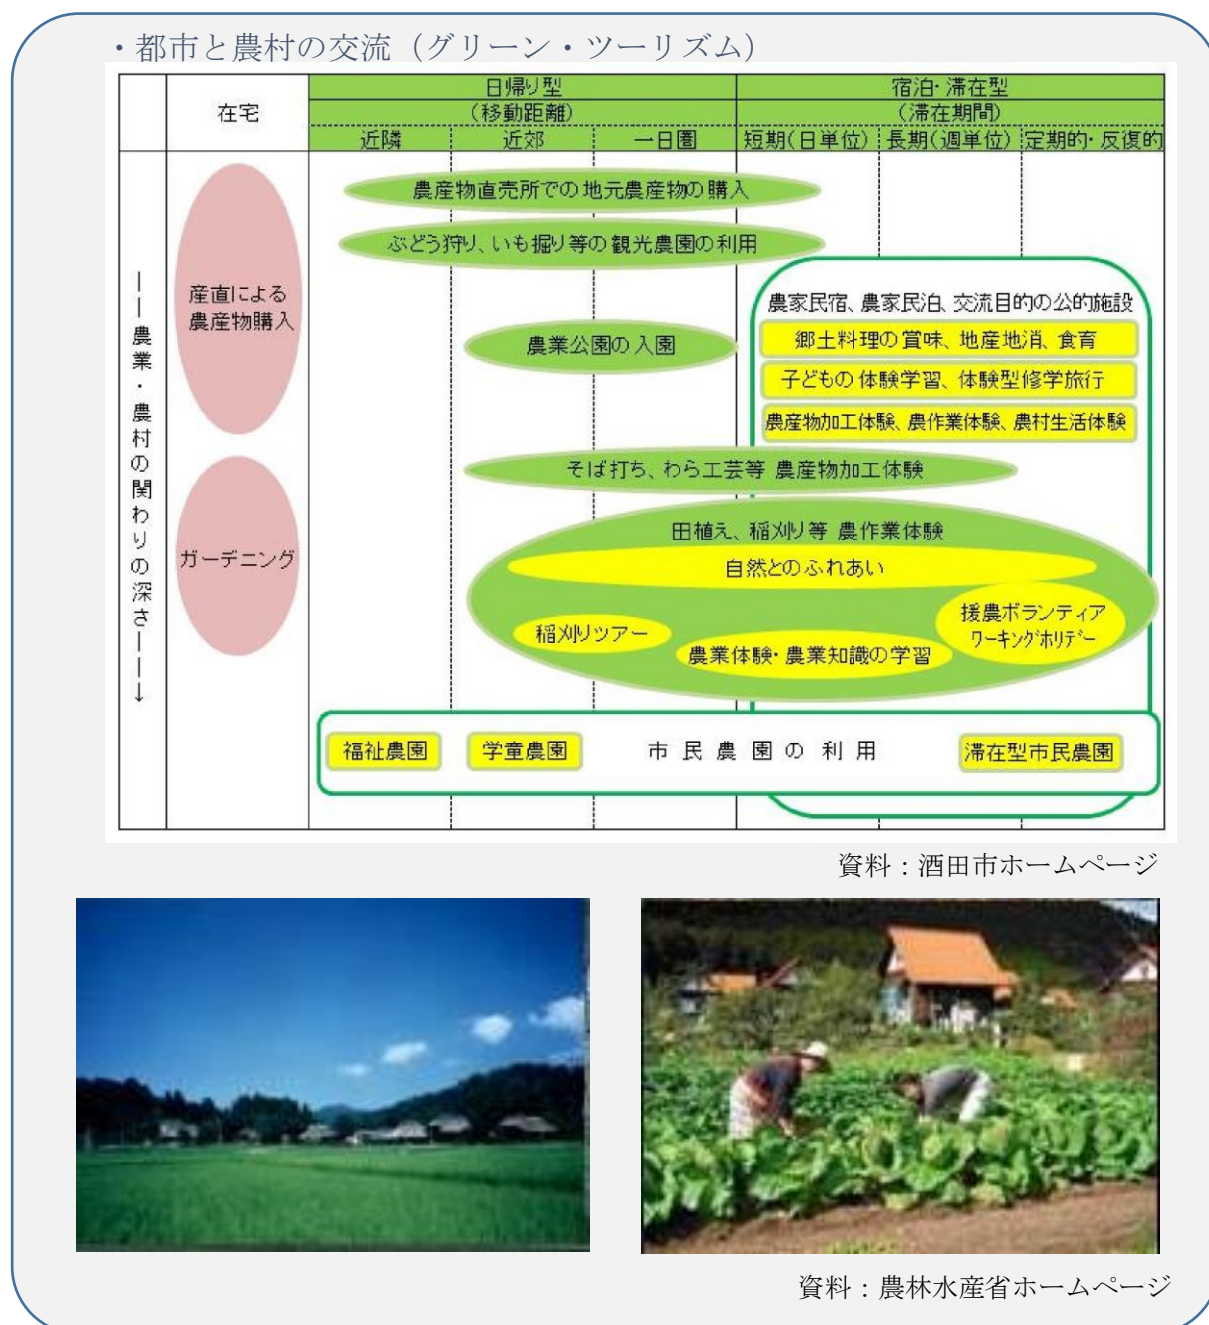 ・都市と農村の交流（グリーン・ツーリズム）
在宅
日帰り型
(移動距離)
近隣
近郊
一日圏
宿泊・滞在型
(滞在期間)
短期(日単位)
長期(週単位)
定期的・反復的
――農業・農村の関わりの深さ―――→
産直による
農産物購入
ガーデニング
農産物直売所での地元農産物の購入
ぶどう狩り、いも掘り等の観光農園の利用
農業公園の入園
農家民宿、農家民泊、交流目的の公的施設
郷土料理の賞味、地産地消、食育
子どもの体験学習、体験型修学旅行
農産物加工体験、農作業体験、農村生活体験
そば打ち、わら工芸等 農産物加工体験
田植え、稲刈り等 農作業体験
自然とのふれあい
稲刈りツアー
農業体験・農業知識の学習
援農ボランティア
ワーキングホリデー
福祉農園
学童農園
市民農園の利用
滞在型市民農園
資料：酒田市ホームページ
資料：農林水産省ホームページ